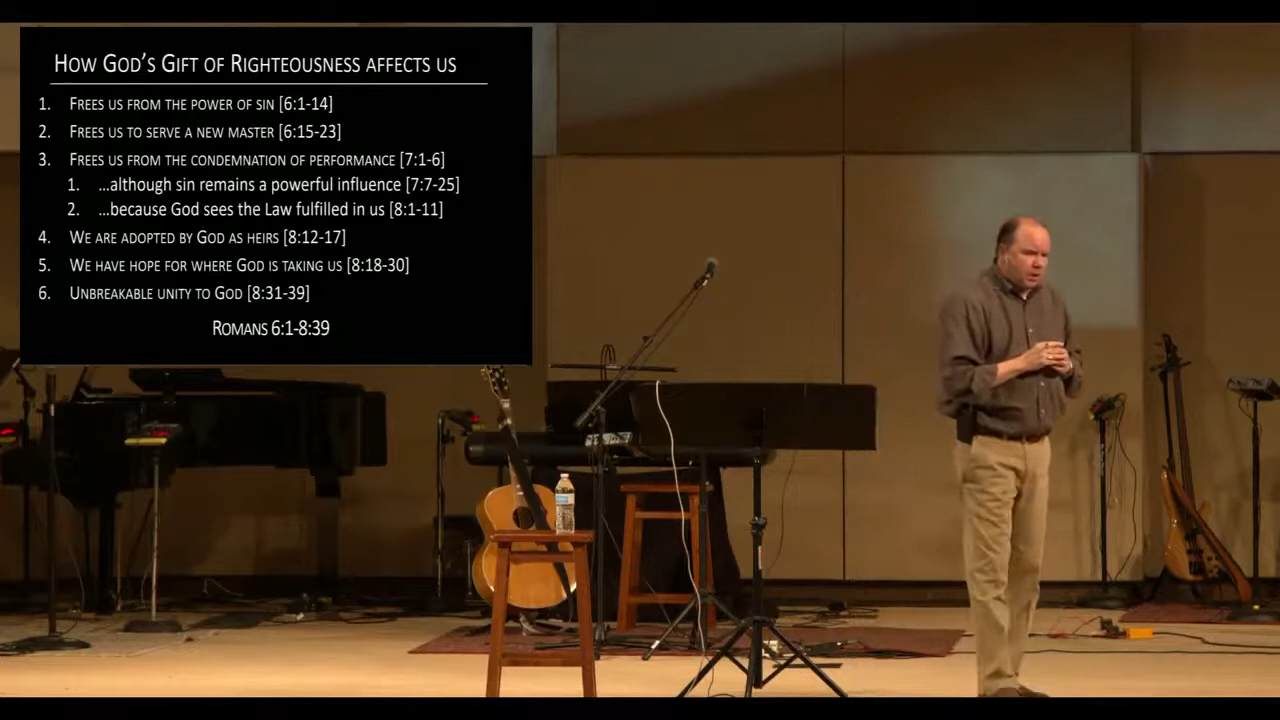 How God's Gift of Righteousness affects us
1. Frees us from the power of sin [6:1-14]
2. Frees us to serve a new master [6:15-23]
3. Frees us from the condemnation of performance [7:1-6]
1. …although sin remains a powerful influence [7:7-25]
2. …because God sees the Law fulfilled in us [8:1-11]
4. We are adopted by God as heirs [8:12-17]
5. We have hope for where God is taking us [8:18-30]
6. Unbreakable unity to God [8:31-39]
Romans 6:1-8:39